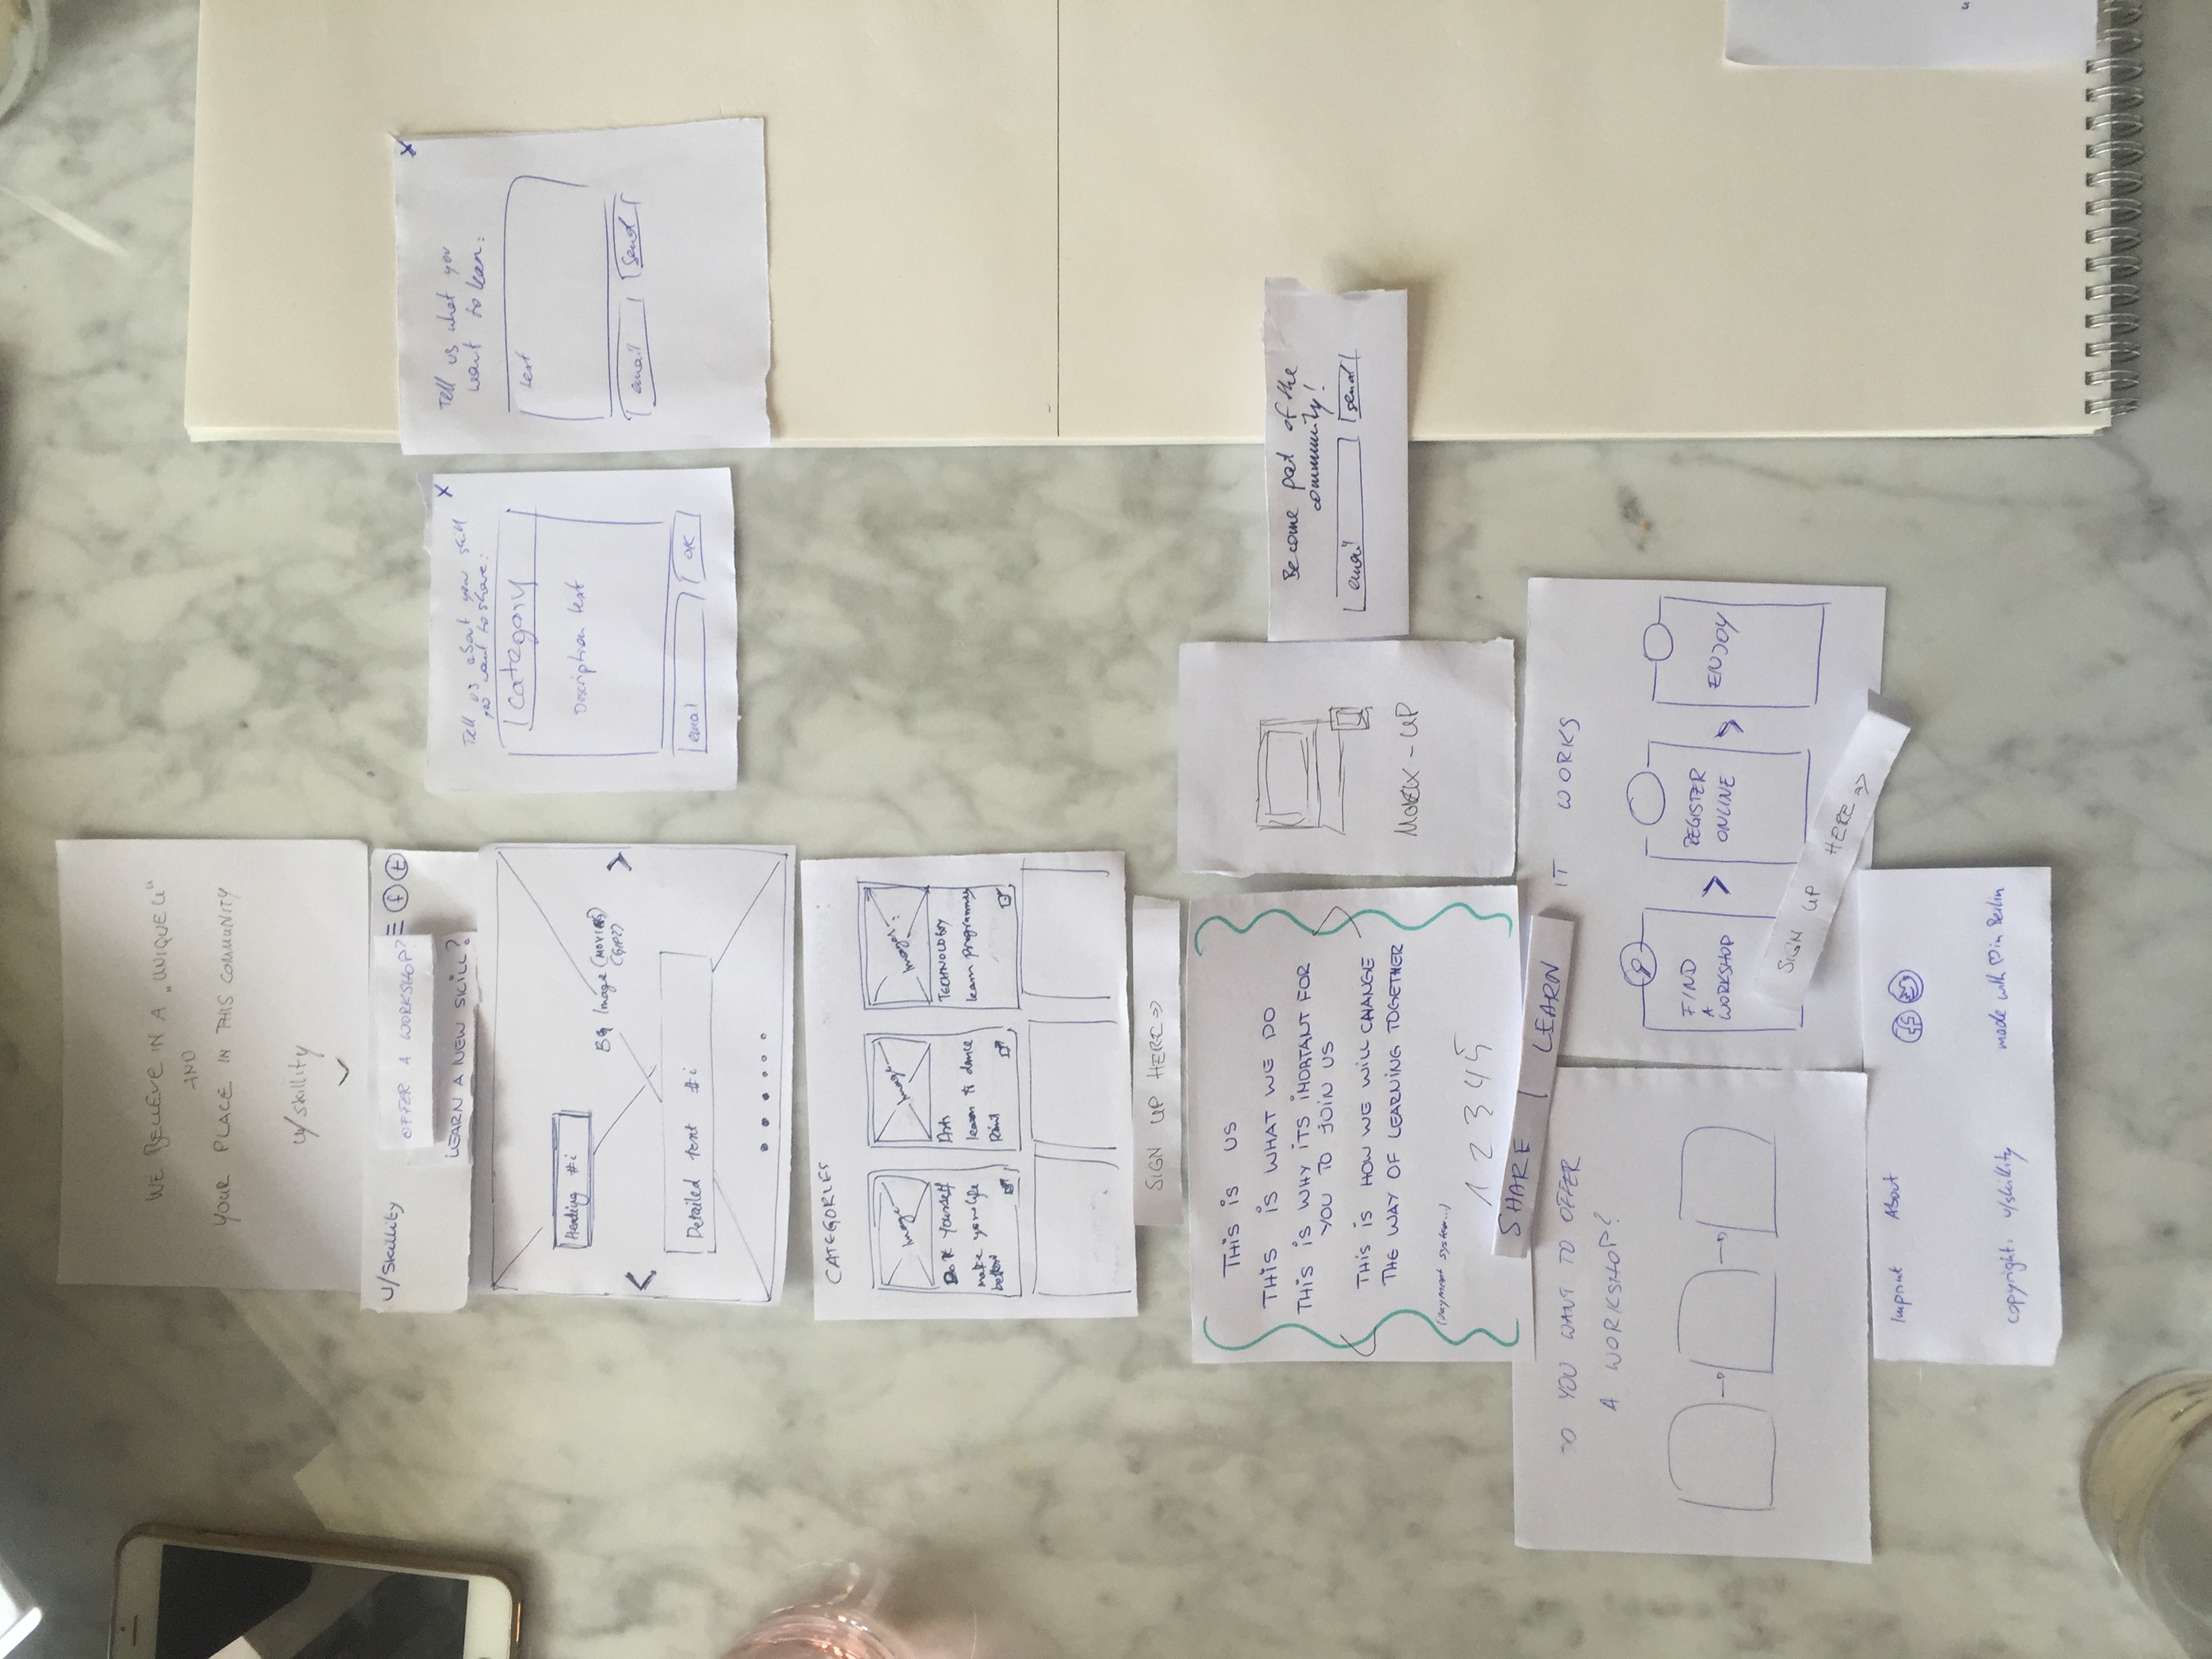 WE BELIEVE IN A „UNIQUE U"
AND
YOUR PLACE IN THIS COMMUNITY
u/skillity
U/Skillity
OFFER A WORKSHOP?
LEARN A NEW SKILL?
Heading #i
BG Image (MOVING)
(GIF?)
Detailed text #i
Tell us about your skill
you want to share:
Category
Description text
email
OK
X
Tell us what you
want to learn:
text
email
send
X
CATEGORIES
Image
Do it yourself
make your life
better
Image
Arts
learn to dance
Paint
Images
TECHNOLOGY
learn programming
SIGN UP HERE =>
THIS IS US
THIS IS WHAT WE DO
THIS IS WHY ITS IMORTANT FOR
YOU TO JOIN US
THIS IS HOW WE WILL CHANGE
THE WAY OF LEARNING TOGETHER
(payment system...)
1 2 3 4 5
- UP
Become part of the
community!
email
send
SHARE | LEARN
DO YOU WANT TO OFFER
A WORKSHOP?
IT WORKS
FIND
A
WORKSHOP
REGISTER
ONLINE
ENJOY
SIGN UP HERE =>
Imprint About
copyright: u/skillity
made with ♡ in Berlin